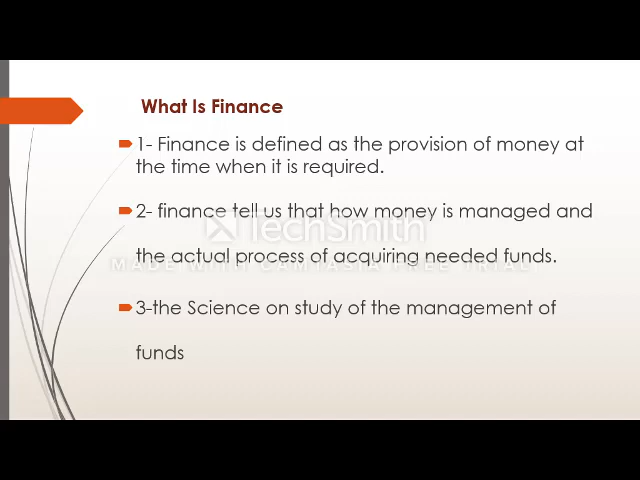 What Is Finance
1- Finance is defined as the provision of money at
the time when it is required.
2- finance tell us that how money is managed and
TechSmith
the actual process of acquiring needed funds.
MADE WITH CAMTASIA FREE TRIAL
3-the Science on study of the management of
funds